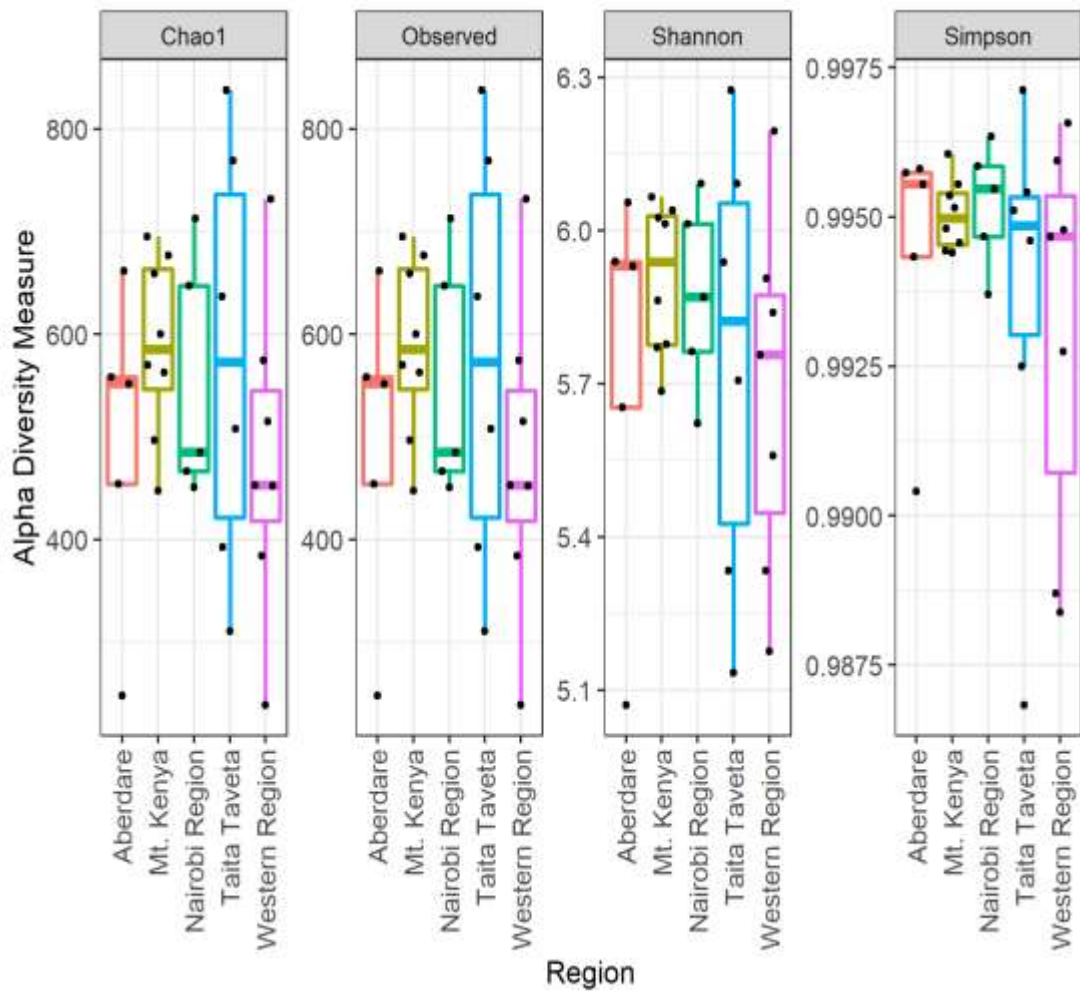 Chao1
Observed
Shannon
Simpson
Alpha Diversity Measure
800
600
400
800
600
400
6.3
6.0
5.7
5.4
5.1
0.9975
0.9950
0.9925
0.9900
0.9875
Aberdare
Mt. Kenya
Nairobi Region
Taita Taveta
Western Region
Aberdare
Mt. Kenya
Nairobi Region
Taita Taveta
Western Region
Aberdare
Mt. Kenya
Nairobi Region
Taita Taveta
Western Region
Aberdare
Mt. Kenya
Nairobi Region
Taita Taveta
Western Region
Region